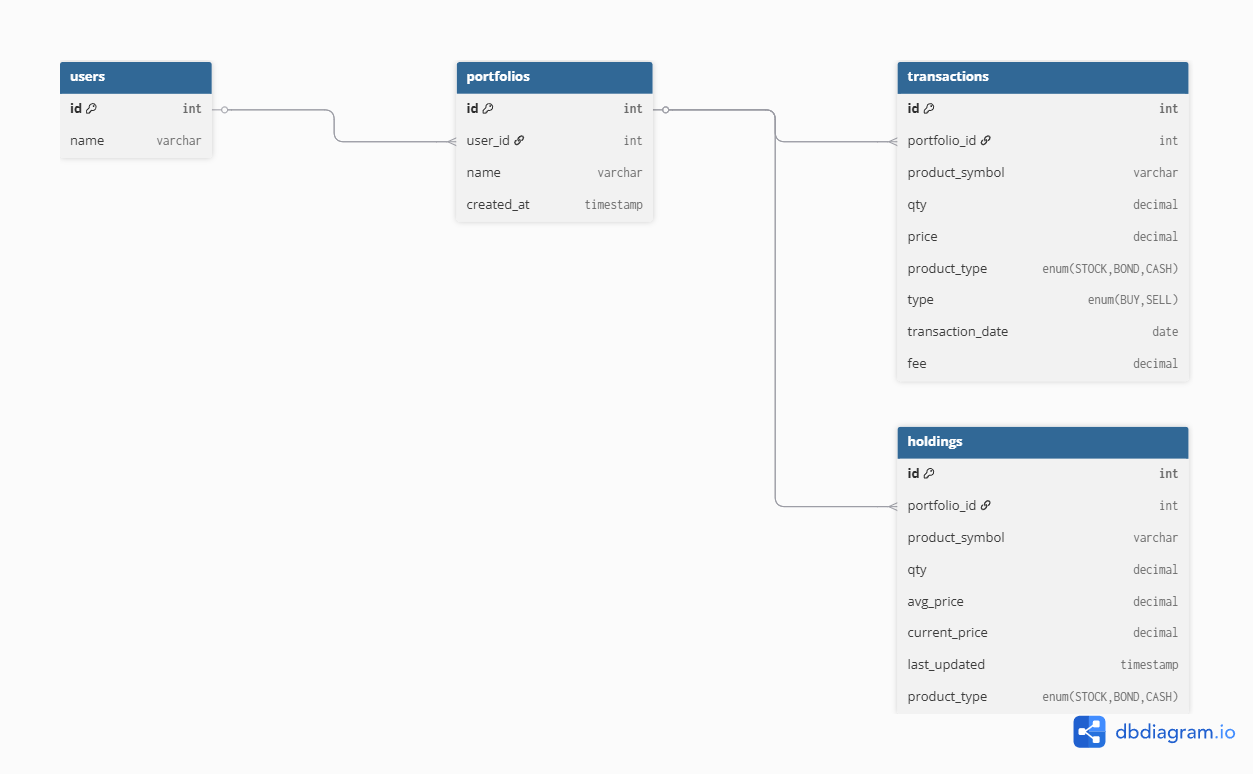 users
id int
name varchar
portfolios
id int
user_id int
name varchar
created_at timestamp
transactions
id int
portfolio_id int
product_symbol varchar
qty decimal
price decimal
product_type enum(STOCK,BOND,CASH)
type enum(BUY,SELL)
transaction_date date
fee decimal
holdings
id int
portfolio_id int
product_symbol varchar
qty decimal
avg_price decimal
current_price decimal
last_updated timestamp
product_type enum(STOCK,BOND,CASH)
dbdiagram.io